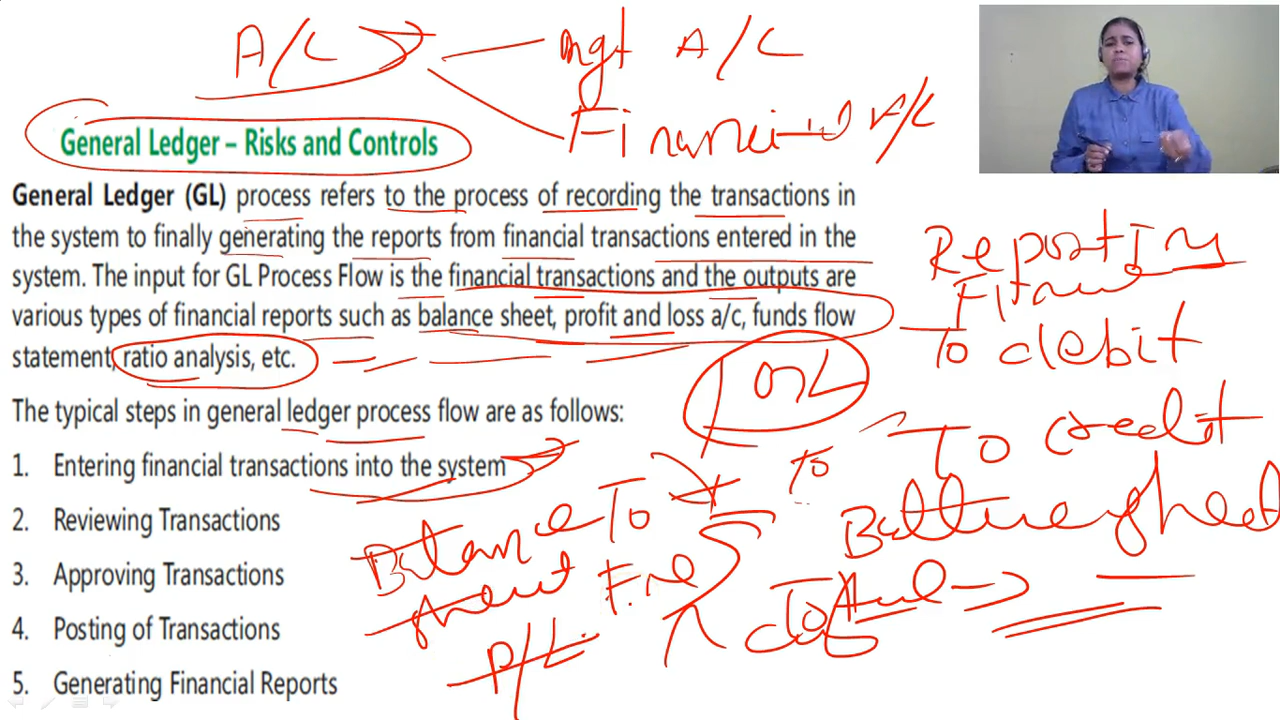 A/C
mgt A/C
Financial A/C
General Ledger – Risks and Controls
General Ledger (GL) process refers to the process of recording the transactions in
the system to finally generating the reports from financial transactions entered in the
system. The input for GL Process Flow is the financial transactions and the outputs are
various types of financial reports such as balance sheet, profit and loss a/c, funds flow
statement, ratio analysis, etc.
The typical steps in general ledger process flow are as follows:
1. Entering financial transactions into the system
2. Reviewing Transactions
3. Approving Transactions
4. Posting of Transactions
5. Generating Financial Reports
Reporting
To debit
To credit
To
To
P/L